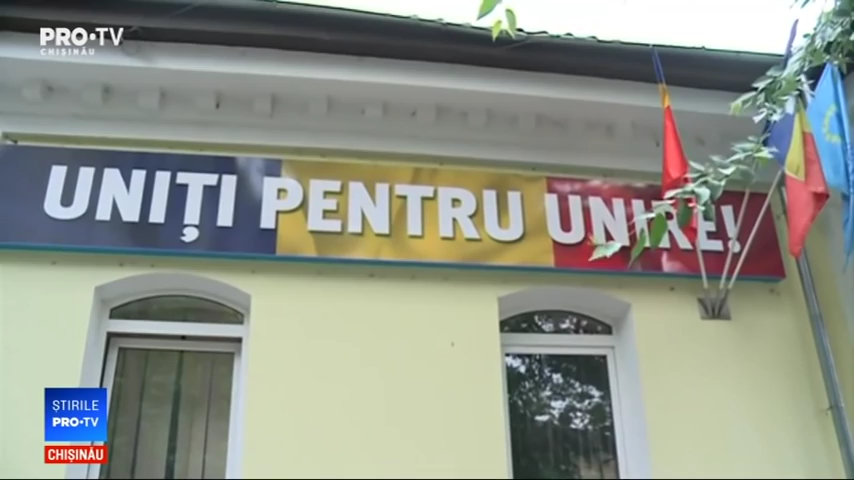 PRO•TV
CHIȘINĂU
UNIȚI PENTRU UNIRE!
ȘTIRILE
PRO•TV
CHIȘINĂU